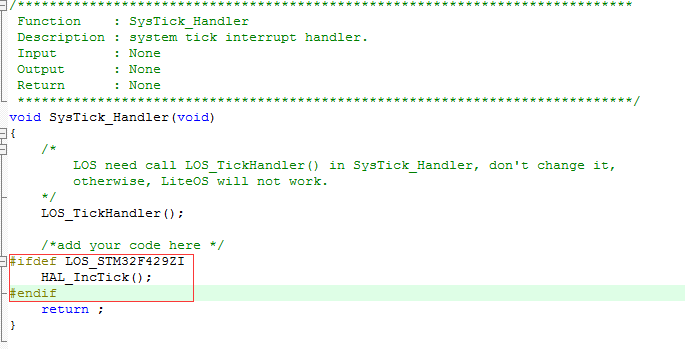 /*****************************************************************************
Function    : SysTick_Handler
Description : system tick interrupt handler.
Input       : None
Output      : None
Return      : None
*****************************************************************************/
void SysTick_Handler(void)
{
    /*
        LOS need call LOS_TickHandler() in SysTick_Handler, don't change it,
        otherwise, LiteOS will not work.
    */
    LOS_TickHandler();

    /*add your code here */
#ifdef LOS_STM32F429ZI
    HAL_IncTick();
#endif
    return ;
}